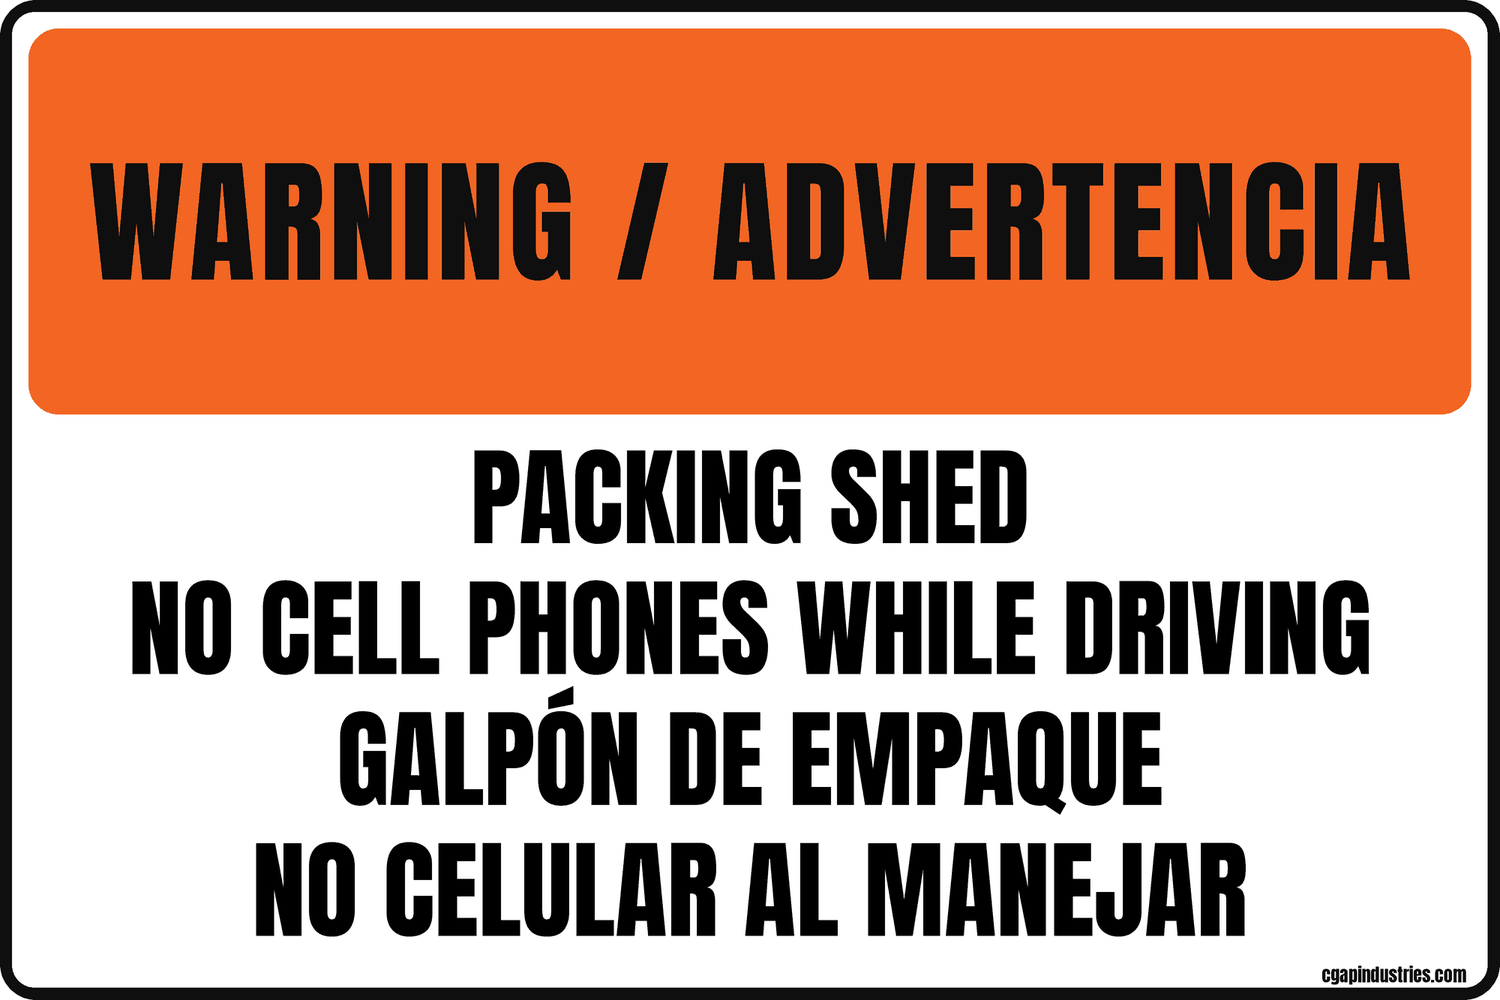 WARNING / ADVERTENCIA
PACKING SHED
NO CELL PHONES WHILE DRIVING
GALPÓN DE EMPAQUE
NO CELULAR AL MANEJAR
cgapindustries.com